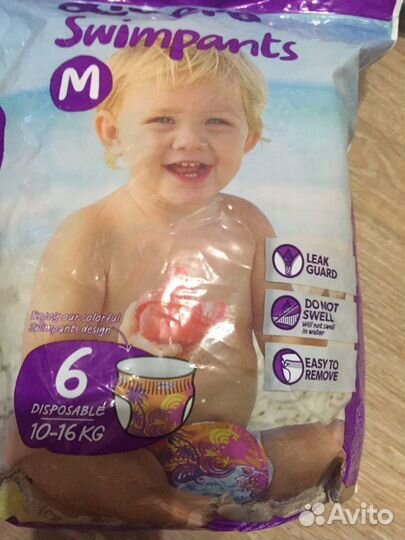 Swimpants
M
LEAK
GUARD
DO NOT
SWELL
Will not swell
in water
EASY TO
REMOVE
Enjoy our colorful
Swimpants design
6
DISPOSABLE
10-16 KG
Avito